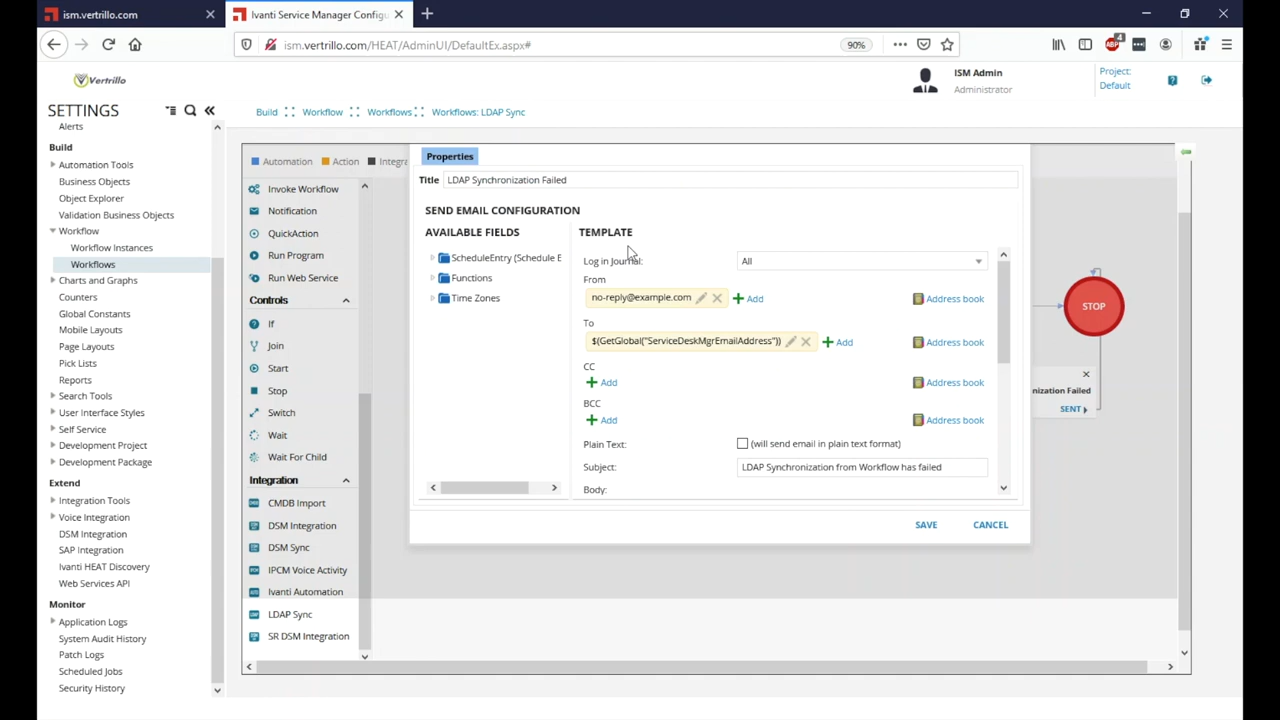 ism.vertrillo.com
Ivanti Service Manager Configu
ism.vertrillo.com/HEAT/AdminUI/DefaultEx.aspx#
90%
ABP
4
Vertrillo
ISM Admin
Administrator
Project:
Default
SETTINGS
Build
Workflow
Workflows
Workflows: LDAP Sync
Alerts
Build
Automation Tools
Business Objects
Object Explorer
Validation Business Objects
Workflow
Workflow Instances
Workflows
Charts and Graphs
Counters
Global Constants
Mobile Layouts
Page Layouts
Pick Lists
Reports
Search Tools
User Interface Styles
Self Service
Development Project
Development Package
Extend
Integration Tools
Voice Integration
DSM Integration
SAP Integration
Ivanti HEAT Discovery
Web Services API
Monitor
Application Logs
System Audit History
Patch Logs
Scheduled Jobs
Security History
Automation
Action
Integra
Invoke Workflow
Notification
QuickAction
Run Program
Run Web Service
Controls
If
Join
Start
Stop
Switch
Wait
Wait For Child
Integration
CMDB Import
DSM Integration
DSM Sync
IPCM Voice Activity
Ivanti Automation
LDAP Sync
SR DSM Integration
Properties
Title
LDAP Synchronization Failed
SEND EMAIL CONFIGURATION
AVAILABLE FIELDS
ScheduleEntry (Schedule E
Functions
Time Zones
TEMPLATE
Log in Journal:
All
From
no-reply@example.com
Add
Address book
To
$(GetGlobal("ServiceDeskMgrEmailAddress"))
Add
Address book
CC
Add
Address book
BCC
Add
Address book
Plain Text:
(will send email in plain text format)
Subject:
LDAP Synchronization from Workflow has failed
Body:
SAVE
CANCEL
STOP
nization Failed
SENT